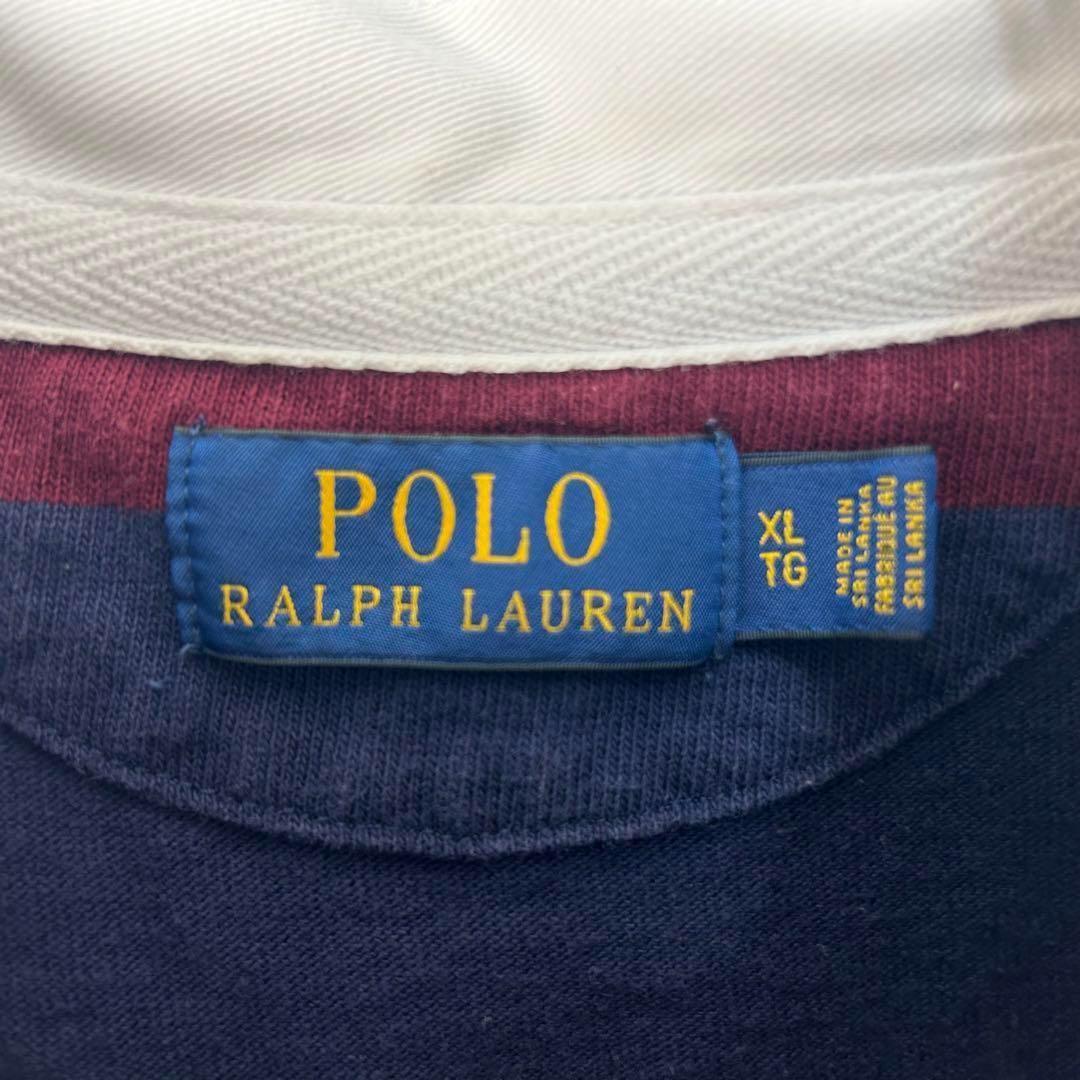 POLO
RALPH LAUREN
XL
TG
MADE IN
SRI LANKA
FABRIQUÉ AU
SRI LANKA